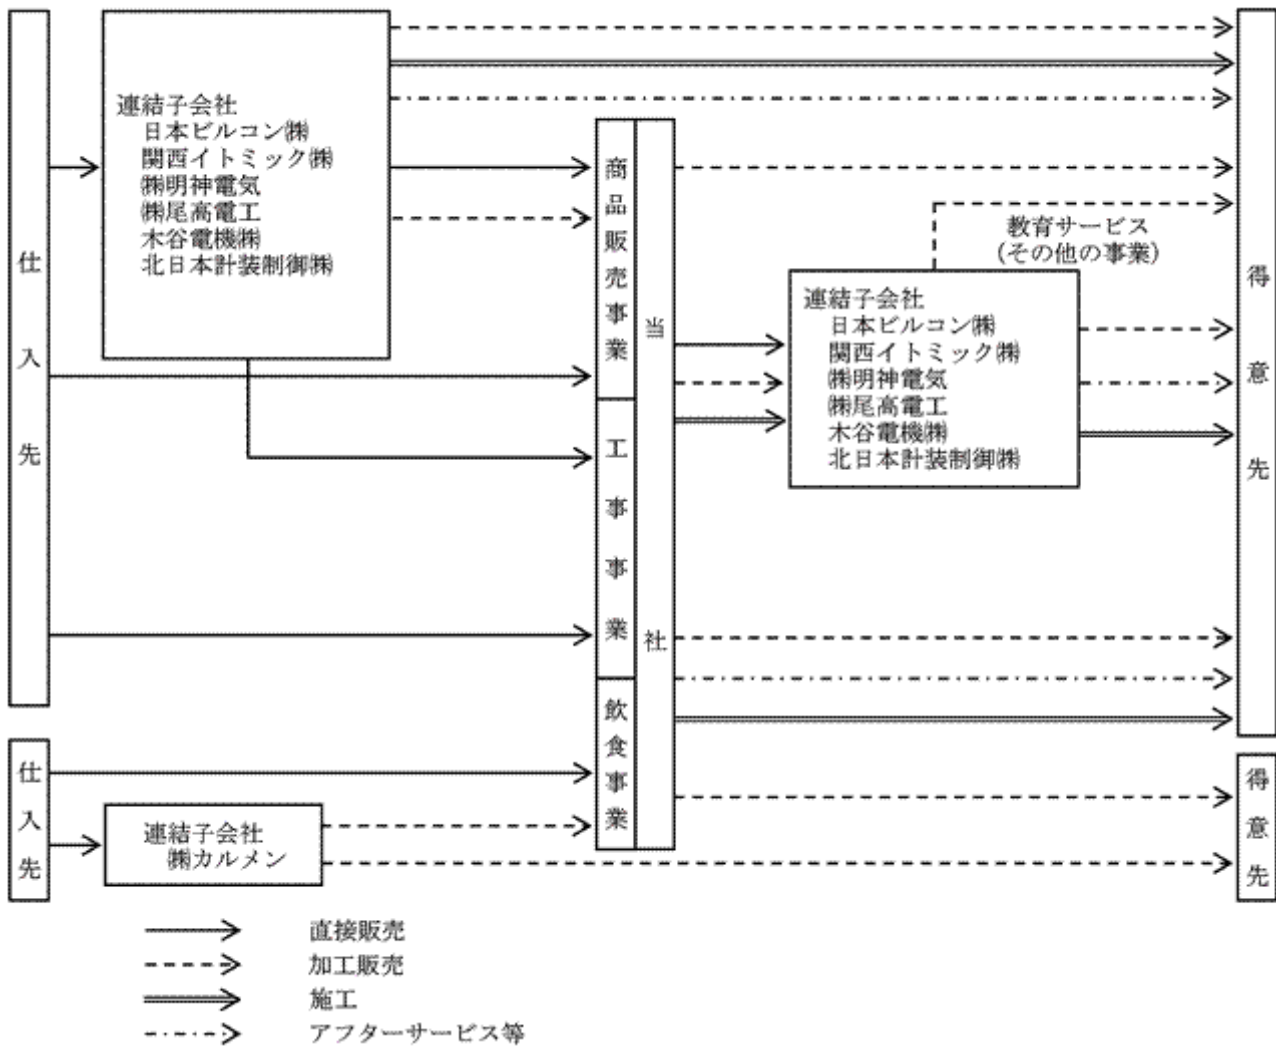 仕入先
連結子会社
日本ビルコン㈱
関西イトミック㈱
㈱明神電気
㈱尾高電工
木谷電機㈱
北日本計装制御㈱
商品販売事業
工事事業
飲食事業
当社
教育サービス
(その他の事業)
連結子会社
日本ビルコン㈱
関西イトミック㈱
㈱明神電気
㈱尾高電工
木谷電機㈱
北日本計装制御㈱
得意先
仕入先
連結子会社
㈱カルメン
得意先
直接販売
加工販売
施工
アフターサービス等